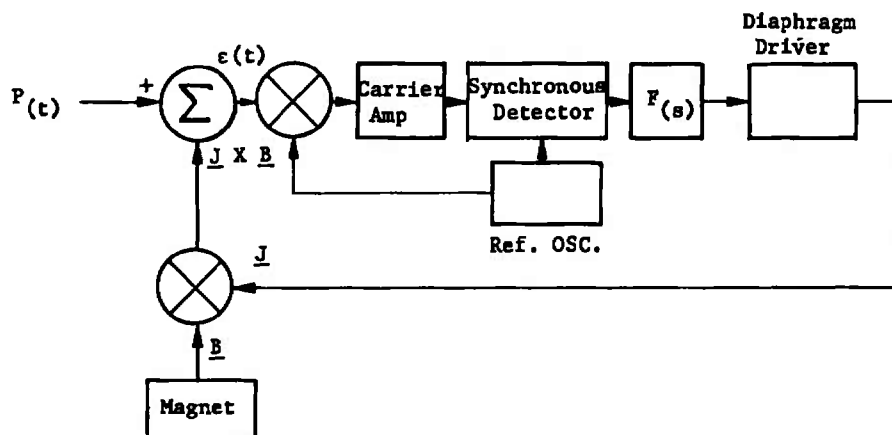 Diaphragm
Driver
ε(t)
P(t)
+
Σ
Carrier
Amp
Synchronous
Detector
F(s)
J X B
Ref. OSC.
J
B
Magnet